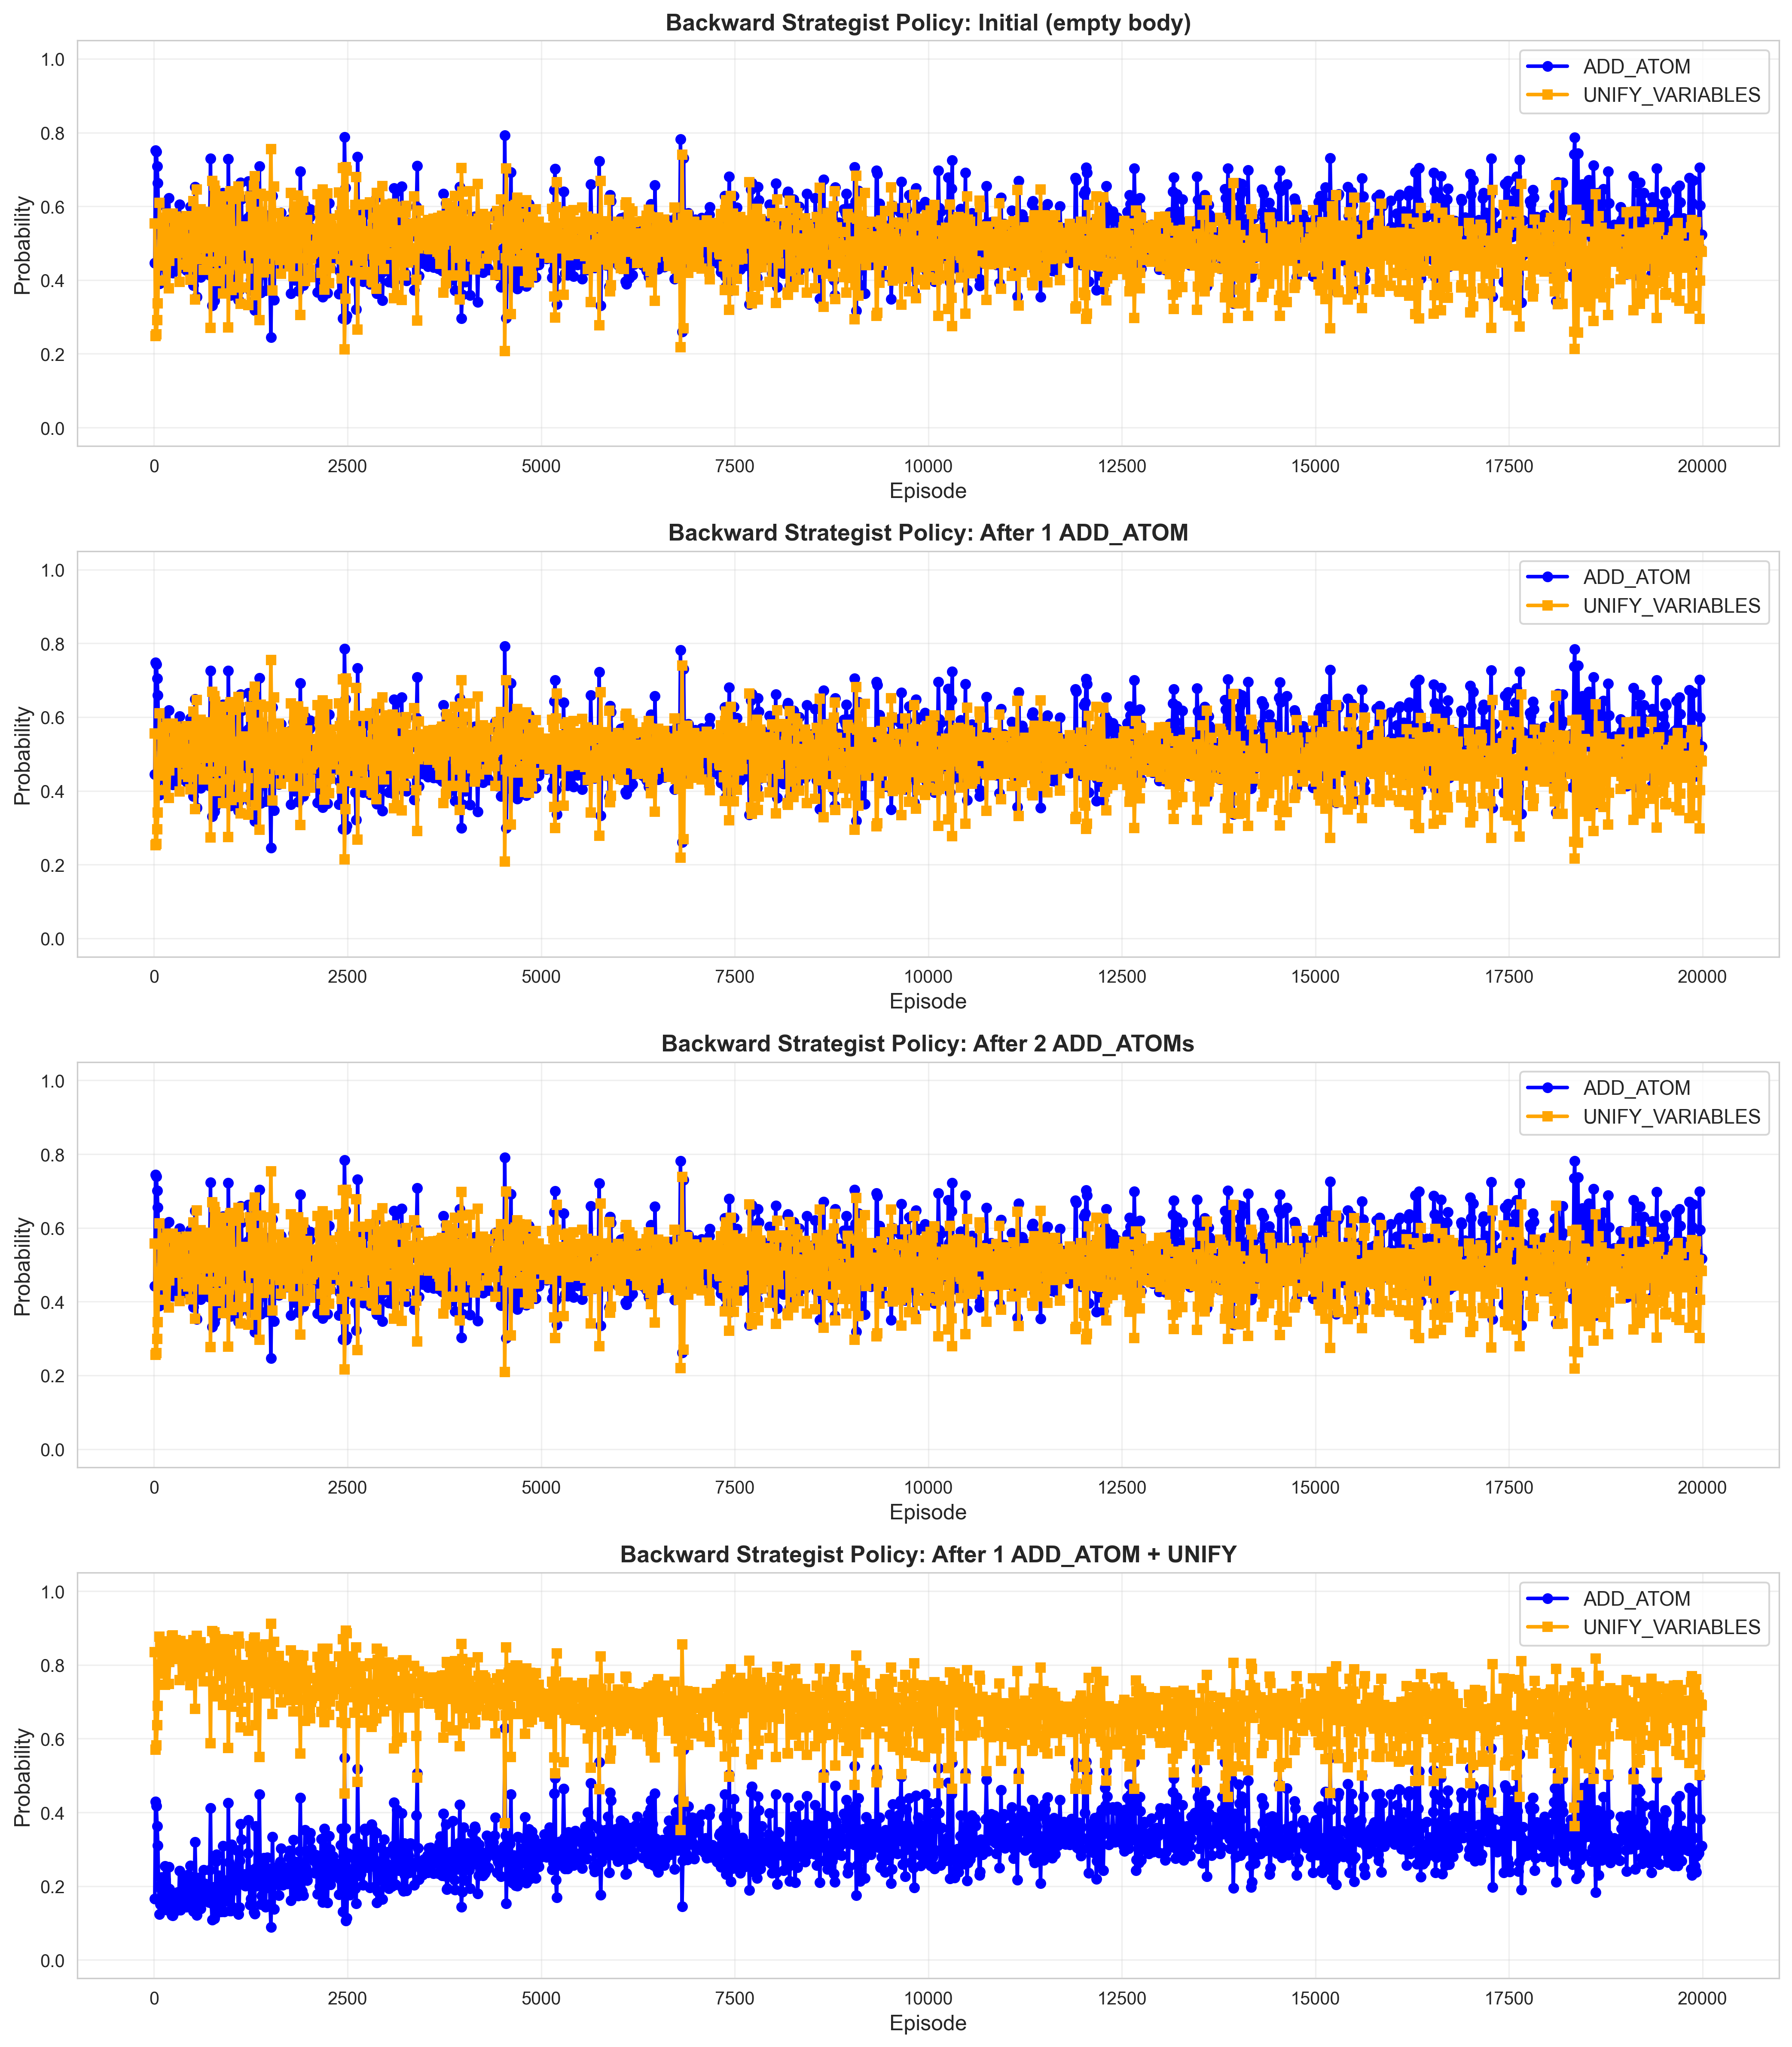 Backward Strategist Policy: Initial (empty body)
1.0
0.8
0.6
0.4
0.2
0.0
Probability
ADD_ATOM
UNIFY_VARIABLES
0 2500 5000 7500 10000 12500 15000 17500 20000
Episode
Backward Strategist Policy: After 1 ADD_ATOM
1.0
0.8
0.6
0.4
0.2
0.0
Probability
ADD_ATOM
UNIFY_VARIABLES
0 2500 5000 7500 10000 12500 15000 17500 20000
Episode
Backward Strategist Policy: After 2 ADD_ATOMs
1.0
0.8
0.6
0.4
0.2
0.0
Probability
ADD_ATOM
UNIFY_VARIABLES
0 2500 5000 7500 10000 12500 15000 17500 20000
Episode
Backward Strategist Policy: After 1 ADD_ATOM + UNIFY
1.0
0.8
0.6
0.4
0.2
0.0
Probability
ADD_ATOM
UNIFY_VARIABLES
0 2500 5000 7500 10000 12500 15000 17500 20000
Episode